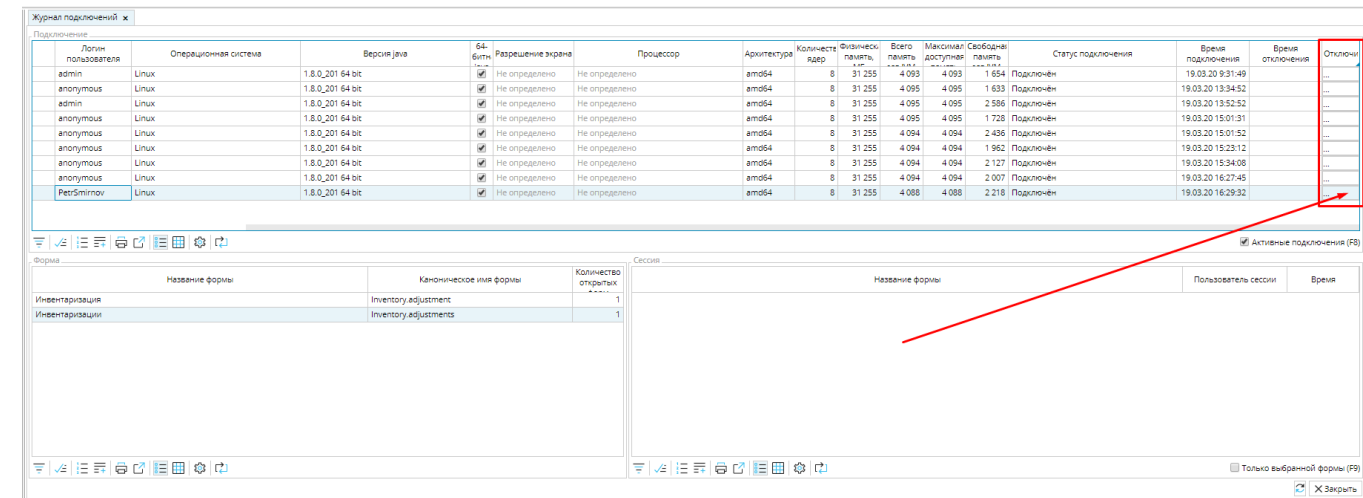 Журнал подключений x
Подключение
Логин пользователя Операционная система Версия java 64-битн Разрешение экрана Процессор Архитектура Количеств ядер Физическ память, Всего память Максимал доступная Свободная память Статус подключения Время подключения Время отключения Отключи
admin Linux 1.8.0_201 64 bit Не определено Не определено amd64 8 31 255 4 093 4 093 1 654 Подключён 19.03.20 9:31:49 ...
anonymous Linux 1.8.0_201 64 bit Не определено Не определено amd64 8 31 255 4 095 4 095 1 633 Подключён 19.03.20 13:34:52 ...
admin Linux 1.8.0_201 64 bit Не определено Не определено amd64 8 31 255 4 095 4 095 2 586 Подключён 19.03.20 13:52:52 ...
anonymous Linux 1.8.0_201 64 bit Не определено Не определено amd64 8 31 255 4 095 4 095 1 728 Подключён 19.03.20 15:01:31 ...
anonymous Linux 1.8.0_201 64 bit Не определено Не определено amd64 8 31 255 4 094 4 094 2 436 Подключён 19.03.20 15:01:52 ...
anonymous Linux 1.8.0_201 64 bit Не определено Не определено amd64 8 31 255 4 094 4 094 1 962 Подключён 19.03.20 15:23:12 ...
anonymous Linux 1.8.0_201 64 bit Не определено Не определено amd64 8 31 255 4 094 4 094 2 127 Подключён 19.03.20 15:34:08 ...
anonymous Linux 1.8.0_201 64 bit Не определено Не определено amd64 8 31 255 4 094 4 094 2 007 Подключён 19.03.20 16:27:45 ...
PetrSmirnov Linux 1.8.0_201 64 bit Не определено Не определено amd64 8 31 255 4 088 4 088 2 218 Подключён 19.03.20 16:29:32 ...
Активные подключения (F8)
Форма Сессия
Название формы Каноническое имя формы Количество открытых Название формы Пользователь сессии Время
Инвентаризация Inventory.adjustment 1
Инвентаризации Inventory.adjustments 1
Только выбранной формы (F9)
Закрыть